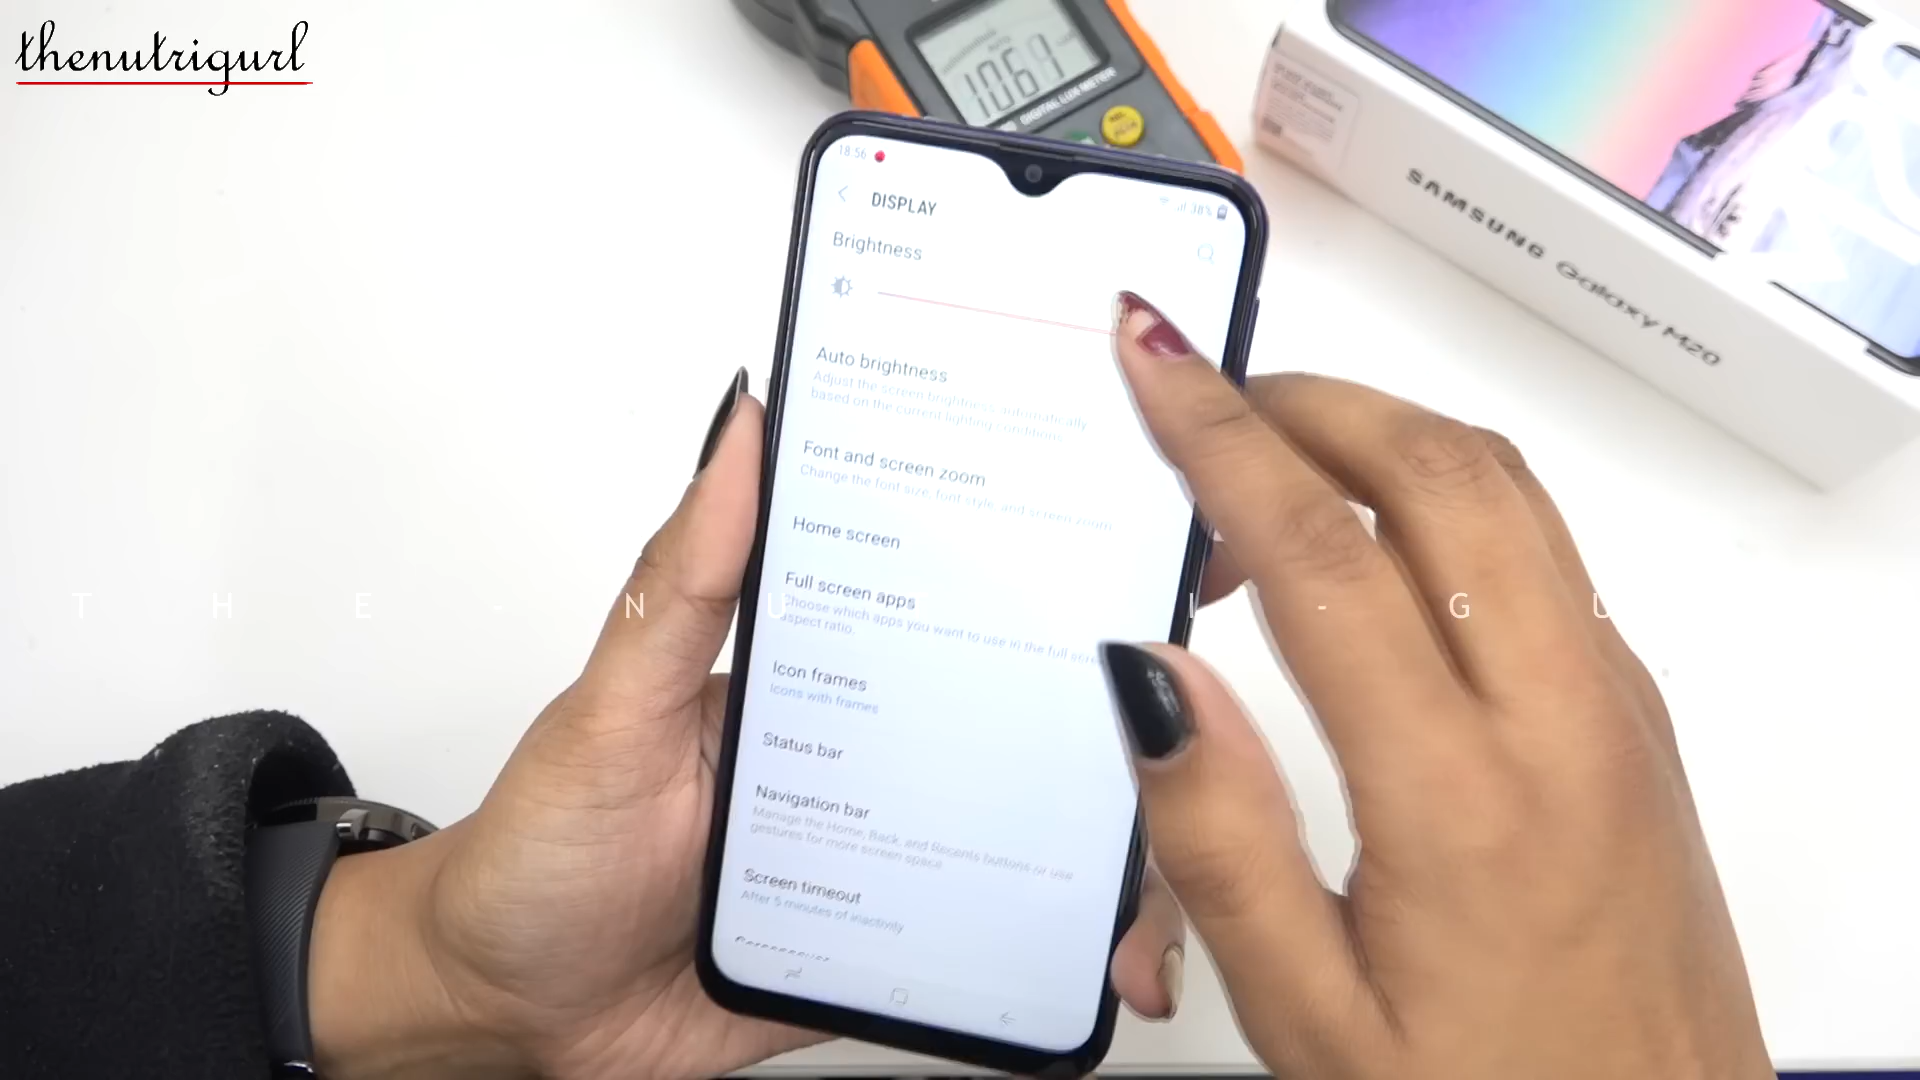 thenutrigurl
1061
DIGITAL LUX METER
SAMSUNG Galaxy M20
18:56
38%
DISPLAY
Brightness
Auto brightness
Adjust the screen brightness automatically
based on the current lighting conditions.
Font and screen zoom
Change the font size, font style, and screen zoom.
Home screen
Full screen apps
Choose which apps you want to use in the full screen
aspect ratio.
T H E - N U I - G U
Icon frames
Icons with frames
Status bar
Navigation bar
Manage the Home, Back, and Recents buttons or use
gestures for more screen space.
Screen timeout
After 5 minutes of inactivity